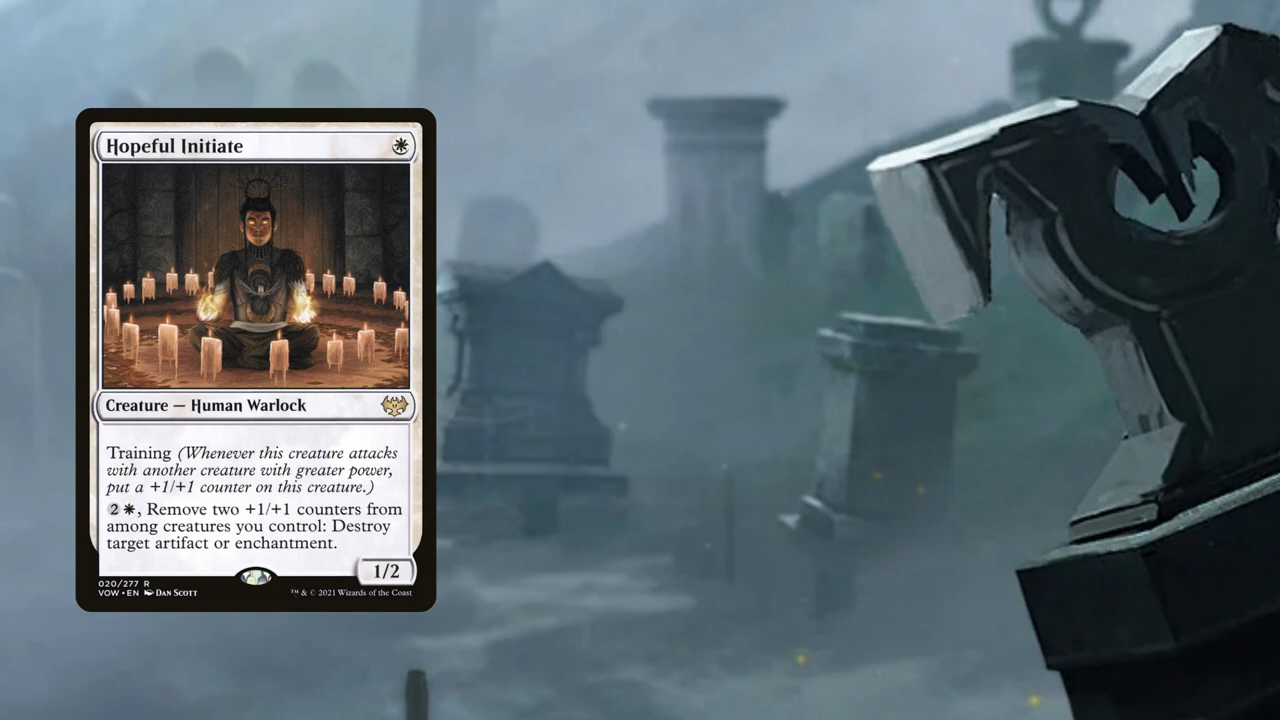 Hopeful Initiate
Creature — Human Warlock
Training (Whenever this creature attacks
with another creature with greater power,
put a +1/+1 counter on this creature.)
2, Remove two +1/+1 counters from
among creatures you control: Destroy
target artifact or enchantment.
1/2
020/277 R
VOW • EN Dan Scott
™ & © 2021 Wizards of the Coast